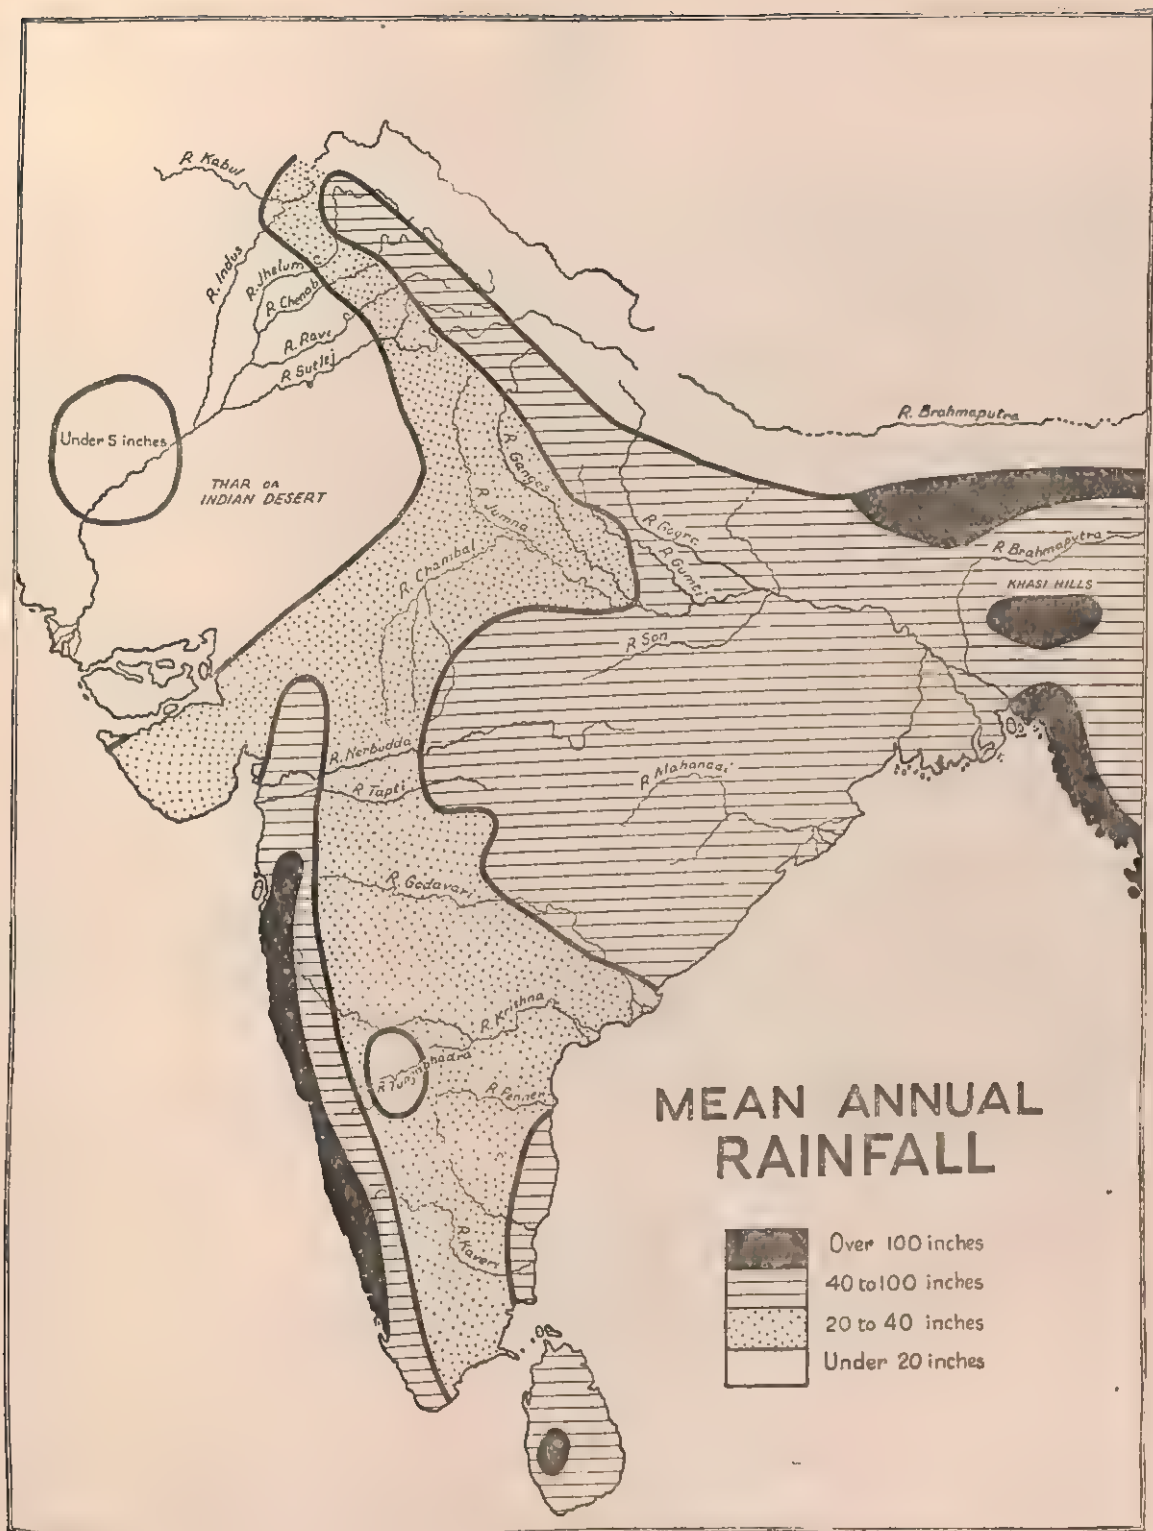 R. Kabul
R. Indus
R. Jhelum
R. Chenab
R. Ravi
R. Sutlej
Under 5 inches
THAR OR
INDIAN DESERT
R. Brahmaputra
R. Ganges
R. Jumna
R. Chambal
R. Gogra
R. Gumti
R. Brahmaputra
KHASI HILLS
R. Son
R. Nerbudda
R. Tapti
R. Mahanadi
R. Godavari
R. Krishna
R. Tungabhadra
R. Penner
R. Kaveri
MEAN ANNUAL
RAINFALL
Over 100 inches
40 to 100 inches
20 to 40 inches
Under 20 inches